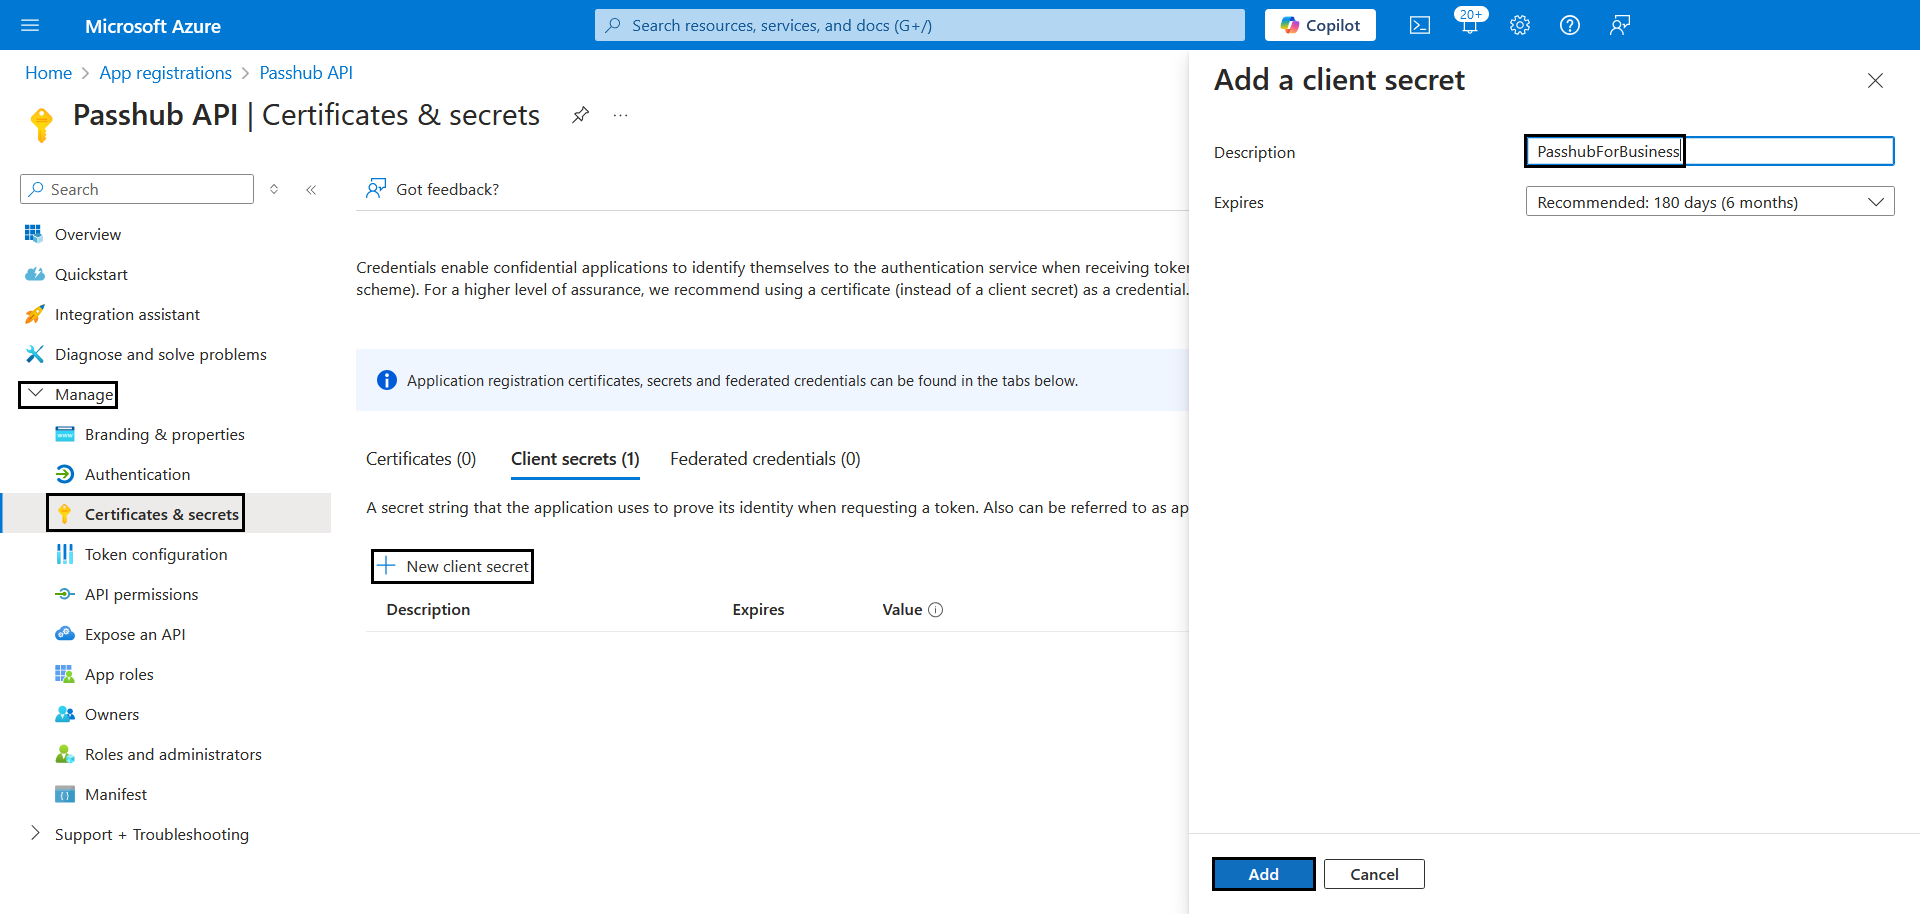 Microsoft Azure
Search resources, services, and docs (G+/)
Copilot
20+
Home > App registrations > Passhub API
Passhub API | Certificates & secrets
...
Search
Got feedback?
Overview
Quickstart
Integration assistant
Diagnose and solve problems
Manage
Branding & properties
Authentication
Certificates & secrets
Token configuration
API permissions
Expose an API
App roles
Owners
Roles and administrators
Manifest
Support + Troubleshooting
Credentials enable confidential applications to identify themselves to the authentication service when receiving toker
scheme). For a higher level of assurance, we recommend using a certificate (instead of a client secret) as a credential.
Application registration certificates, secrets and federated credentials can be found in the tabs below.
Certificates (0) Client secrets (1) Federated credentials (0)
A secret string that the application uses to prove its identity when requesting a token. Also can be referred to as ap
New client secret
Description Expires Value
Add a client secret
Description PasshubForBusiness
Expires Recommended: 180 days (6 months)
Add Cancel